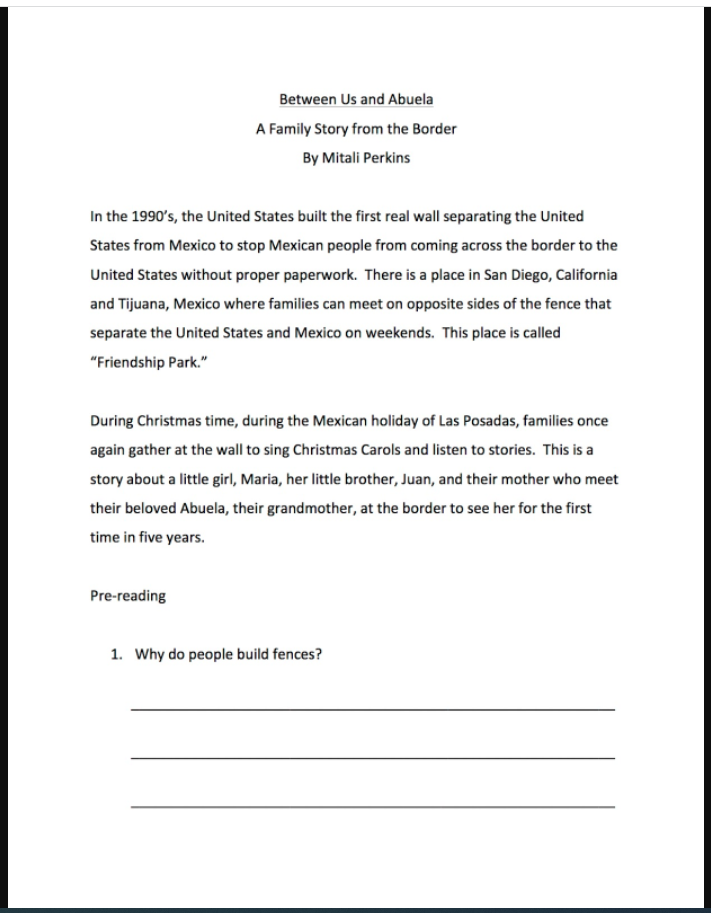 Between Us and Abuela
A Family Story from the Border
By Mitali Perkins
In the 1990's, the United States built the first real wall separating the United
States from Mexico to stop Mexican people from coming across the border to the
United States without proper paperwork.  There is a place in San Diego, California
and Tijuana, Mexico where families can meet on opposite sides of the fence that
separate the United States and Mexico on weekends.  This place is called
“Friendship Park.”
During Christmas time, during the Mexican holiday of Las Posadas, families once
again gather at the wall to sing Christmas Carols and listen to stories.  This is a
story about a little girl, Maria, her little brother, Juan, and their mother who meet
their beloved Abuela, their grandmother, at the border to see her for the first
time in five years.
Pre-reading
1. Why do people build fences?